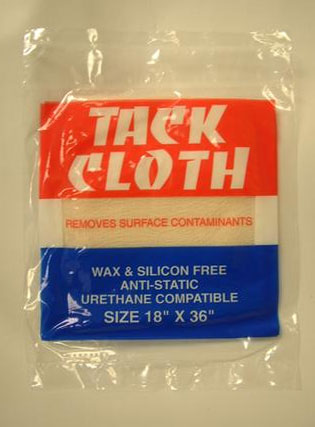 TACK
CLOTH
REMOVES SURFACE CONTAMINANTS
WAX & SILICON FREE
ANTI-STATIC
URETHANE COMPATIBLE
SIZE 18" X 36"